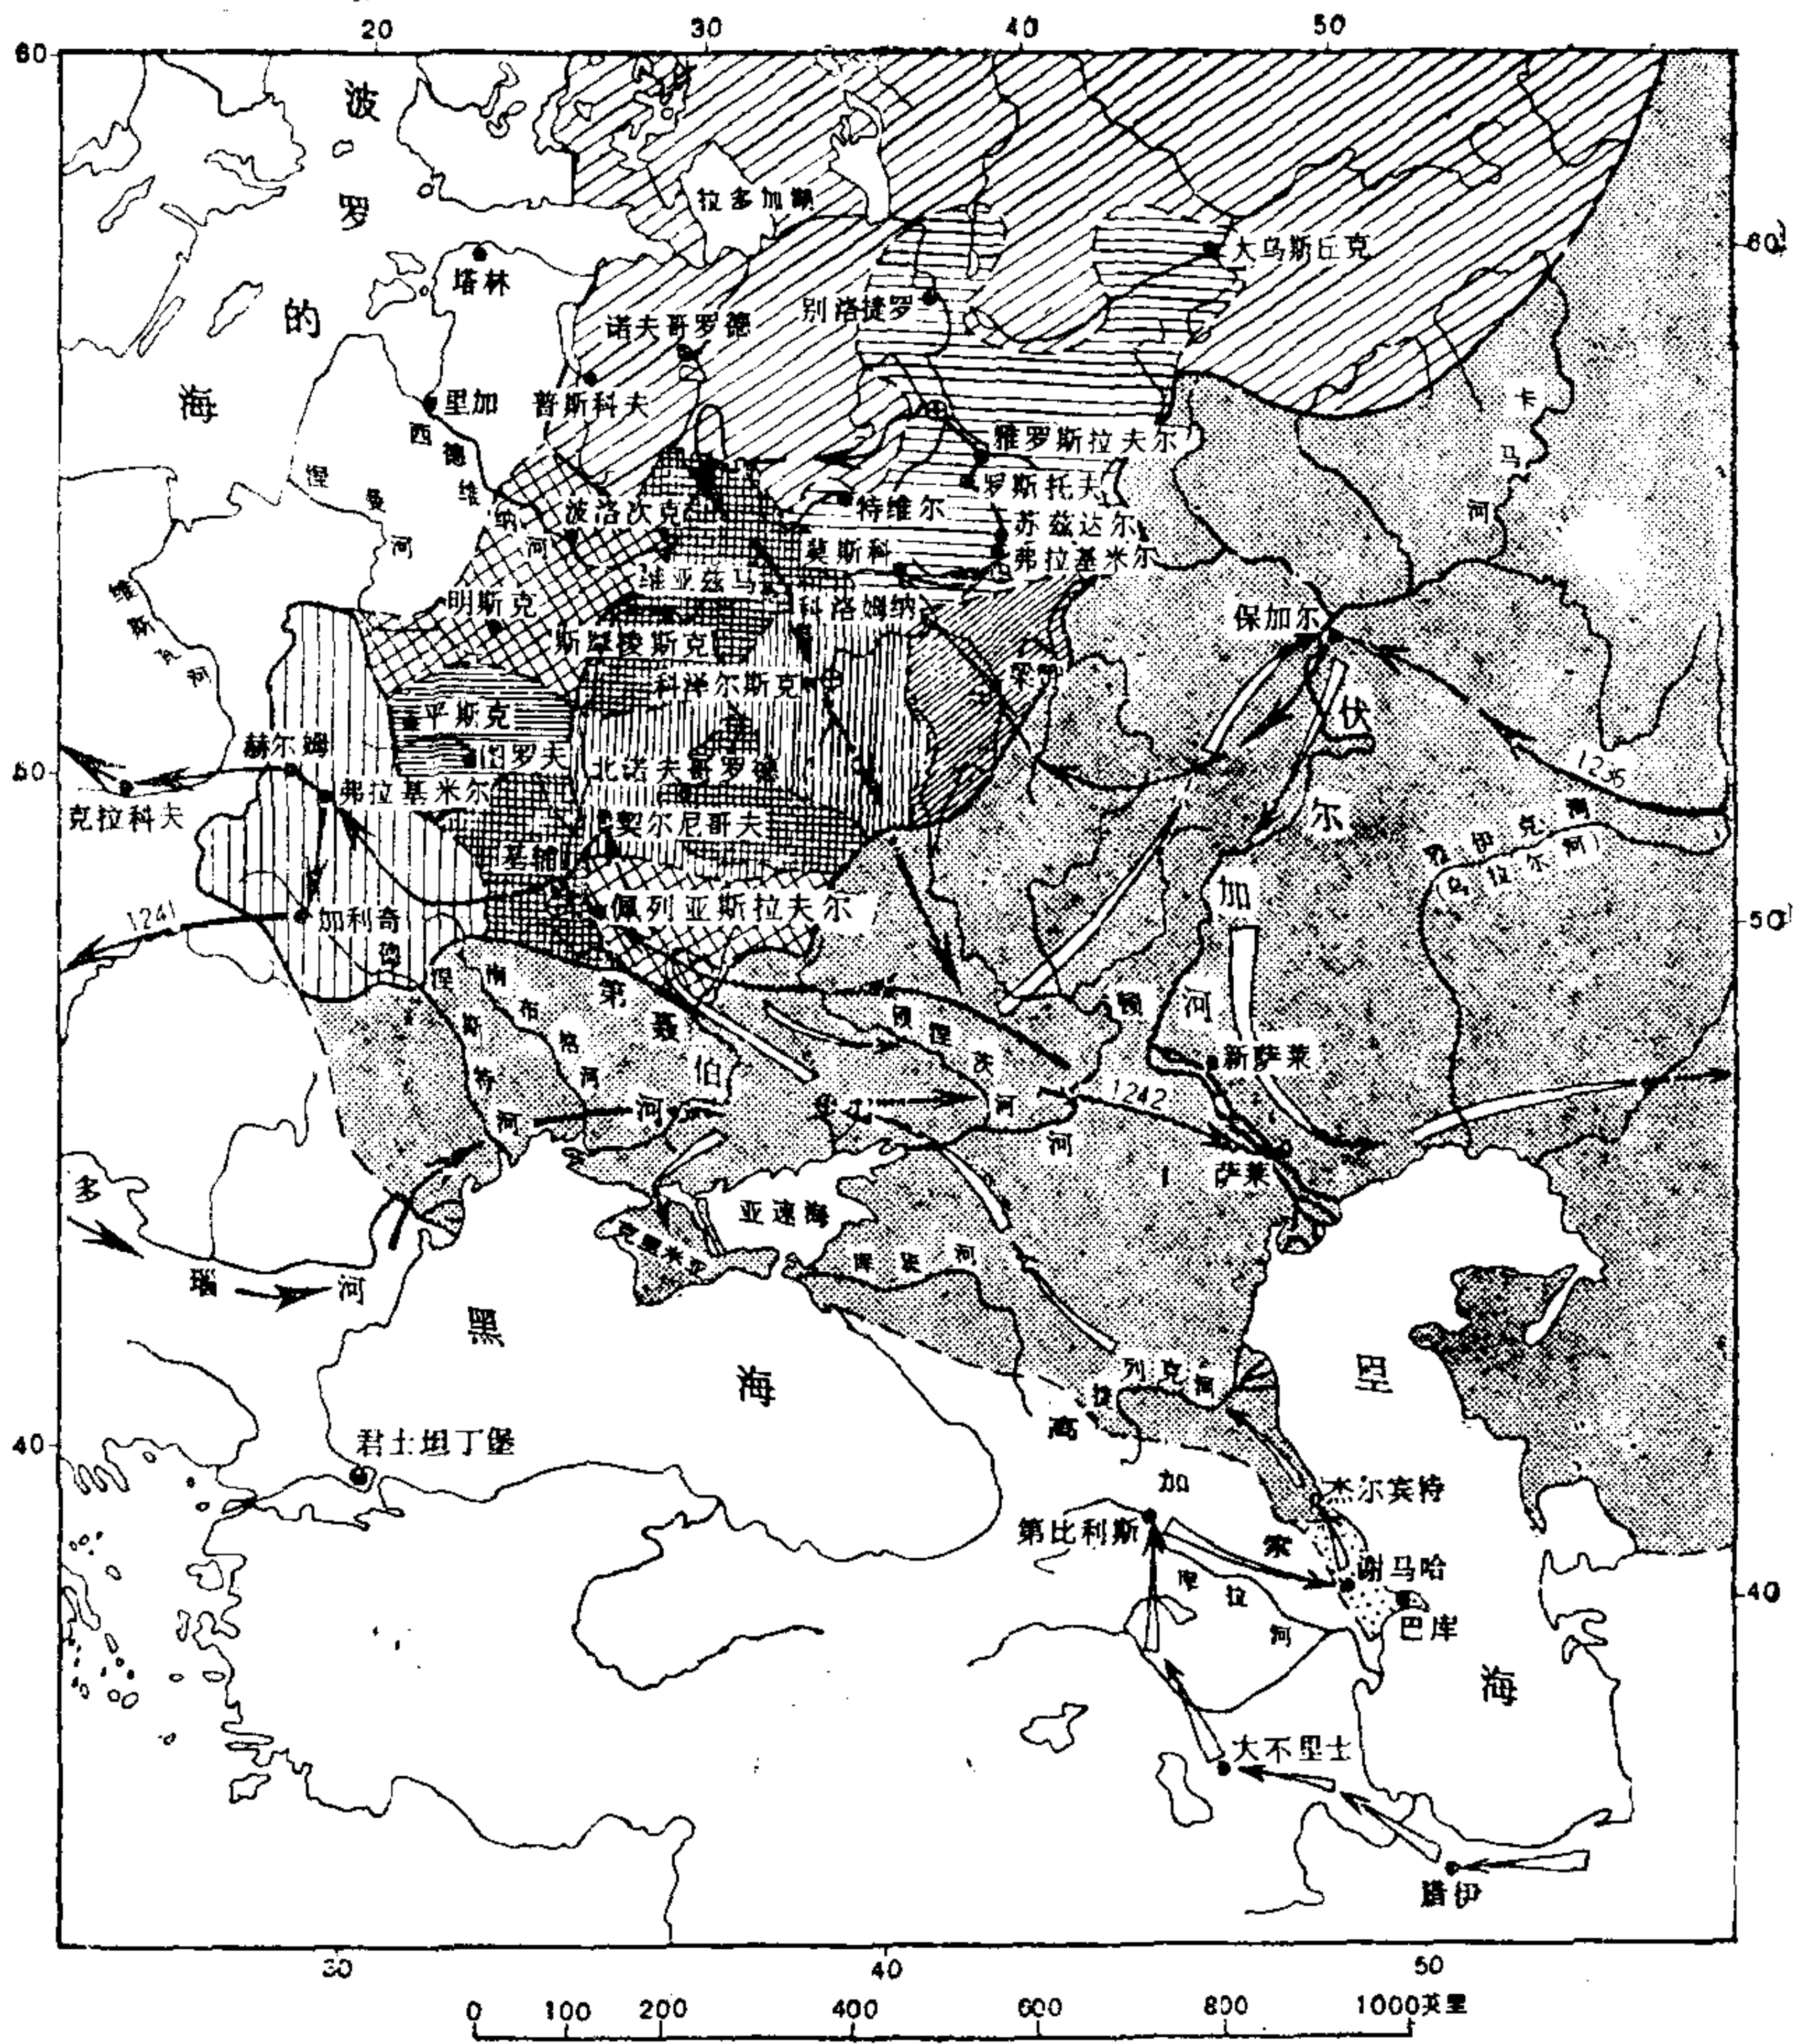 20 30 40 50
60
波罗的海
拉多加湖
大乌斯丘克
60
塔林
别洛捷罗
诺夫哥罗德
里加
普斯科夫
卡马河
西德维纳河
雅罗斯拉夫尔
涅曼河
罗斯托夫
特维尔
波洛次克
苏兹达尔
莫斯科
弗拉基米尔
维亚兹马
维斯瓦河
明斯克
科洛姆纳
保加尔
斯摩棱斯克
梁赞
科泽尔斯克
平斯克
伏尔加河
赫尔姆
图罗夫
北诺夫哥罗德
50
1236
克拉科夫
弗拉基米尔
契尔尼哥夫
雅伊克河
(乌拉尔河)
基辅
1241
加利奇
佩列亚斯拉夫尔
50
德涅斯特河
南布格河
第聂伯河
顿涅茨河
顿河
新萨莱
1242
萨莱
多瑙河
亚速海
克里米亚
库班河
黑海
里海
捷列克河
高加索
40
君士坦丁堡
杰尔宾特
第比利斯
谢马哈
库拉河
40
巴库
大不里士
腊伊
30 40 50
0 100 200 400 600 800 1000英里